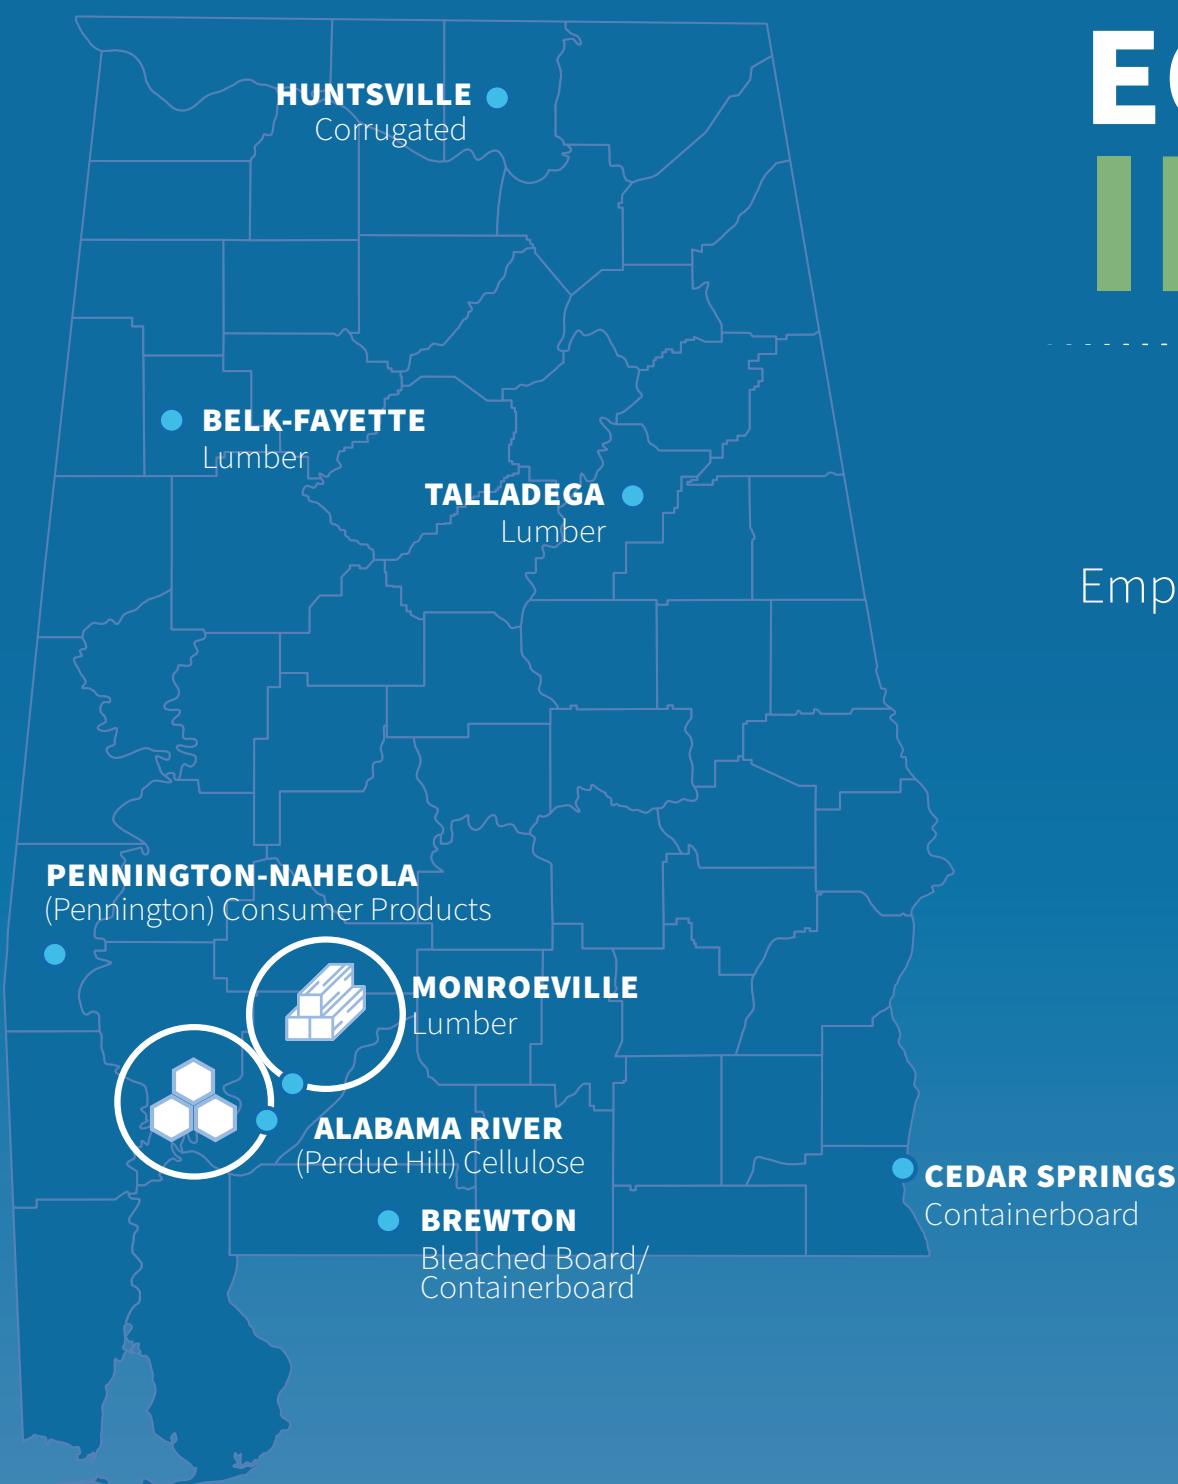 HUNTSVILLE
Corrugated
BELK-FAYETTE
Lumber
TALLADEGA
Lumber
Emp
PENNINGTON-NAHEOLA
(Pennington) Consumer Products
MONROEVILLE
Lumber
ALABAMA RIVER
(Perdue Hill) Cellulose
CEDAR SPRINGS
Containerboard
BREWTON
Bleached Board/
Containerboard